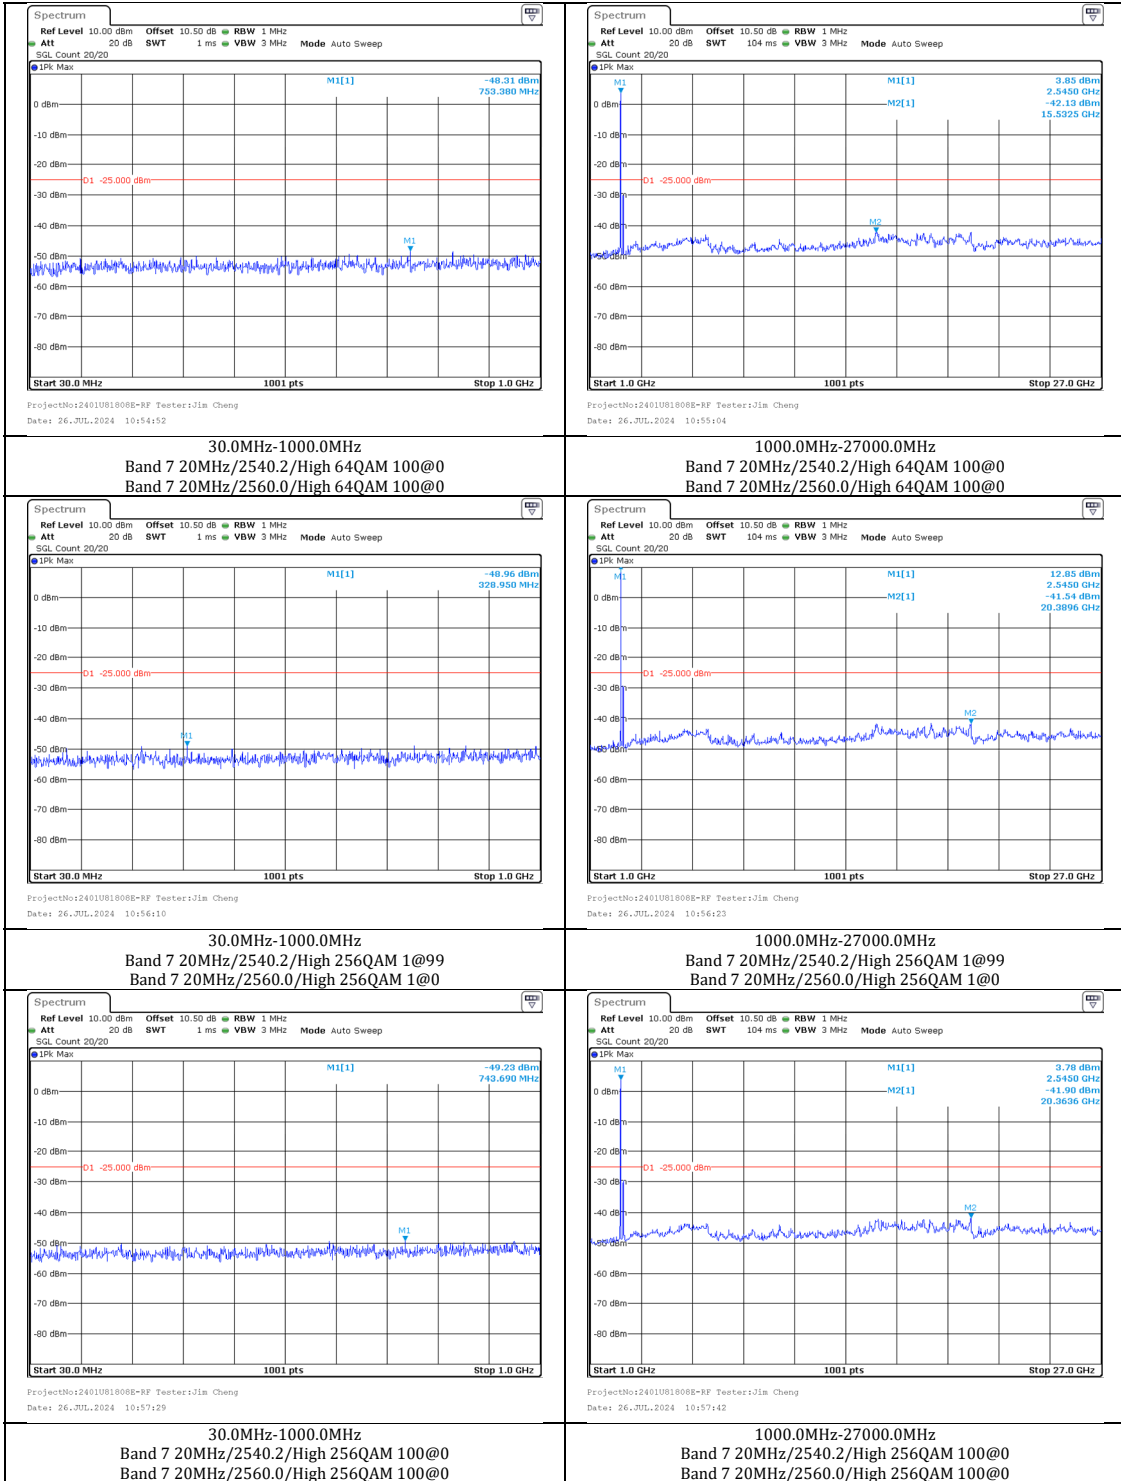 Spectrum
Ref Level 10.00 dBm Offset 10.50 dB RBW 1 MHz
Att 20 dB SWT 1 ms VBW 3 MHz Mode Auto Sweep
SGL Count 20/20
1Pk Max
M1[1] -48.31 dBm
753.380 MHz
0 dBm
-10 dBm
-20 dBm
D1 -25.000 dBm
-30 dBm
-40 dBm
M1
-50 dBm
-60 dBm
-70 dBm
-80 dBm
Start 30.0 MHz 1001 pts Stop 1.0 GHz
ProjectNo:2401U81808E-RF Tester:Jim Cheng
Date: 26.JUL.2024 10:54:52
30.0MHz-1000.0MHz
Band 7 20MHz/2540.2/High 64QAM 100@0
Band 7 20MHz/2560.0/High 64QAM 100@0
Spectrum
Ref Level 10.00 dBm Offset 10.50 dB RBW 1 MHz
Att 20 dB SWT 104 ms VBW 3 MHz Mode Auto Sweep
SGL Count 20/20
1Pk Max
M1
M1[1] 3.85 dBm
2.5450 GHz
0 dBm
M2[1] -42.13 dBm
15.5325 GHz
-10 dBm
-20 dBm
D1 -25.000 dBm
-30 dBm
-40 dBm
M2
-50 dBm
-60 dBm
-70 dBm
-80 dBm
Start 1.0 GHz 1001 pts Stop 27.0 GHz
ProjectNo:2401U81808E-RF Tester:Jim Cheng
Date: 26.JUL.2024 10:55:04
1000.0MHz-27000.0MHz
Band 7 20MHz/2540.2/High 64QAM 100@0
Band 7 20MHz/2560.0/High 64QAM 100@0
Spectrum
Ref Level 10.00 dBm Offset 10.50 dB RBW 1 MHz
Att 20 dB SWT 1 ms VBW 3 MHz Mode Auto Sweep
SGL Count 20/20
1Pk Max
M1[1] -48.96 dBm
328.950 MHz
0 dBm
-10 dBm
-20 dBm
D1 -25.000 dBm
-30 dBm
-40 dBm
M1
-50 dBm
-60 dBm
-70 dBm
-80 dBm
Start 30.0 MHz 1001 pts Stop 1.0 GHz
ProjectNo:2401U81808E-RF Tester:Jim Cheng
Date: 26.JUL.2024 10:56:10
30.0MHz-1000.0MHz
Band 7 20MHz/2540.2/High 256QAM 1@99
Band 7 20MHz/2560.0/High 256QAM 1@0
Spectrum
Ref Level 10.00 dBm Offset 10.50 dB RBW 1 MHz
Att 20 dB SWT 104 ms VBW 3 MHz Mode Auto Sweep
SGL Count 20/20
1Pk Max
M1
M1[1] 12.85 dBm
2.5450 GHz
0 dBm
M2[1] -41.54 dBm
20.3896 GHz
-10 dBm
-20 dBm
D1 -25.000 dBm
-30 dBm
-40 dBm
M2
-50 dBm
-60 dBm
-70 dBm
-80 dBm
Start 1.0 GHz 1001 pts Stop 27.0 GHz
ProjectNo:2401U81808E-RF Tester:Jim Cheng
Date: 26.JUL.2024 10:56:23
1000.0MHz-27000.0MHz
Band 7 20MHz/2540.2/High 256QAM 1@99
Band 7 20MHz/2560.0/High 256QAM 1@0
Spectrum
Ref Level 10.00 dBm Offset 10.50 dB RBW 1 MHz
Att 20 dB SWT 1 ms VBW 3 MHz Mode Auto Sweep
SGL Count 20/20
1Pk Max
M1[1] -49.23 dBm
743.690 MHz
0 dBm
-10 dBm
-20 dBm
D1 -25.000 dBm
-30 dBm
-40 dBm
M1
-50 dBm
-60 dBm
-70 dBm
-80 dBm
Start 30.0 MHz 1001 pts Stop 1.0 GHz
ProjectNo:2401U81808E-RF Tester:Jim Cheng
Date: 26.JUL.2024 10:57:29
30.0MHz-1000.0MHz
Band 7 20MHz/2540.2/High 256QAM 100@0
Band 7 20MHz/2560.0/High 256QAM 100@0
Spectrum
Ref Level 10.00 dBm Offset 10.50 dB RBW 1 MHz
Att 20 dB SWT 104 ms VBW 3 MHz Mode Auto Sweep
SGL Count 20/20
1Pk Max
M1
M1[1] 3.78 dBm
2.5450 GHz
0 dBm
M2[1] -41.90 dBm
20.3636 GHz
-10 dBm
-20 dBm
D1 -25.000 dBm
-30 dBm
-40 dBm
M2
-50 dBm
-60 dBm
-70 dBm
-80 dBm
Start 1.0 GHz 1001 pts Stop 27.0 GHz
ProjectNo:2401U81808E-RF Tester:Jim Cheng
Date: 26.JUL.2024 10:57:42
1000.0MHz-27000.0MHz
Band 7 20MHz/2540.2/High 256QAM 100@0
Band 7 20MHz/2560.0/High 256QAM 100@0